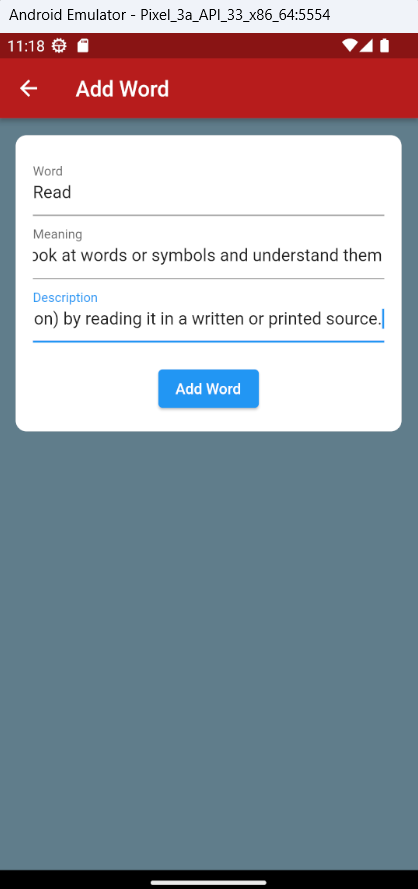 Android Emulator - Pixel_3a_API_33_x86_64:5554
11:18
Add Word
Word
Read
Meaning
ook at words or symbols and understand them
Description
on) by reading it in a written or printed source.
Add Word